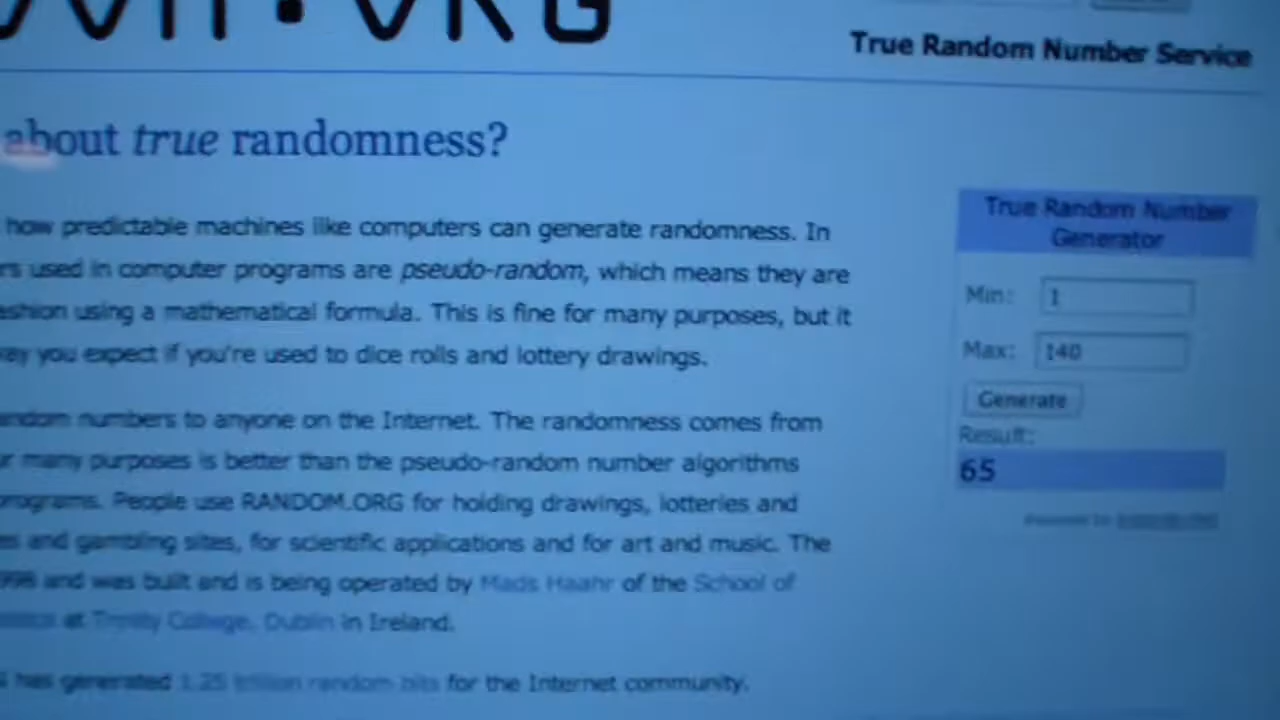 True Random Number Service
about true randomness?
how predictable machines like computers can generate randomness. In
used in computer programs are pseudo-random, which means they are
using a mathematical formula. This is fine for many purposes, but it
you expect if you're used to dice rolls and lottery drawings.
numbers to anyone on the Internet. The randomness comes from
many purposes is better than the pseudo-random number algorithms
programs. People use RANDOM.ORG for holding drawings, lotteries and
and gambling sites, for scientific applications and for art and music. The
and was built and is being operated by Mads Haahr of the School of
at Trinity College, Dublin in Ireland.
has generated 1.25 trillion random bits for the Internet community.
True Random Number
Generator
Min: 1
Max: 140
Generate
Result:
65